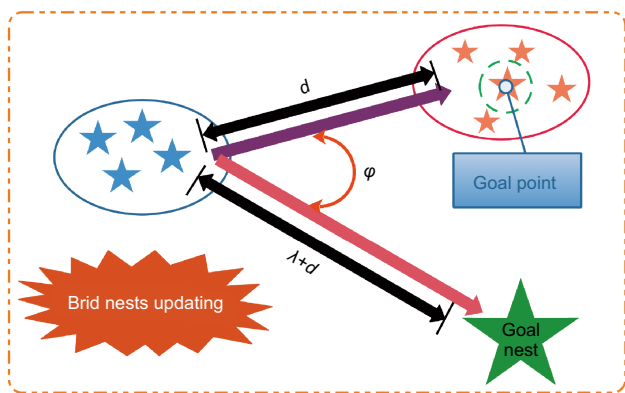 d
φ
λ+d
Goal point
Brid nests updating
Goal
nest